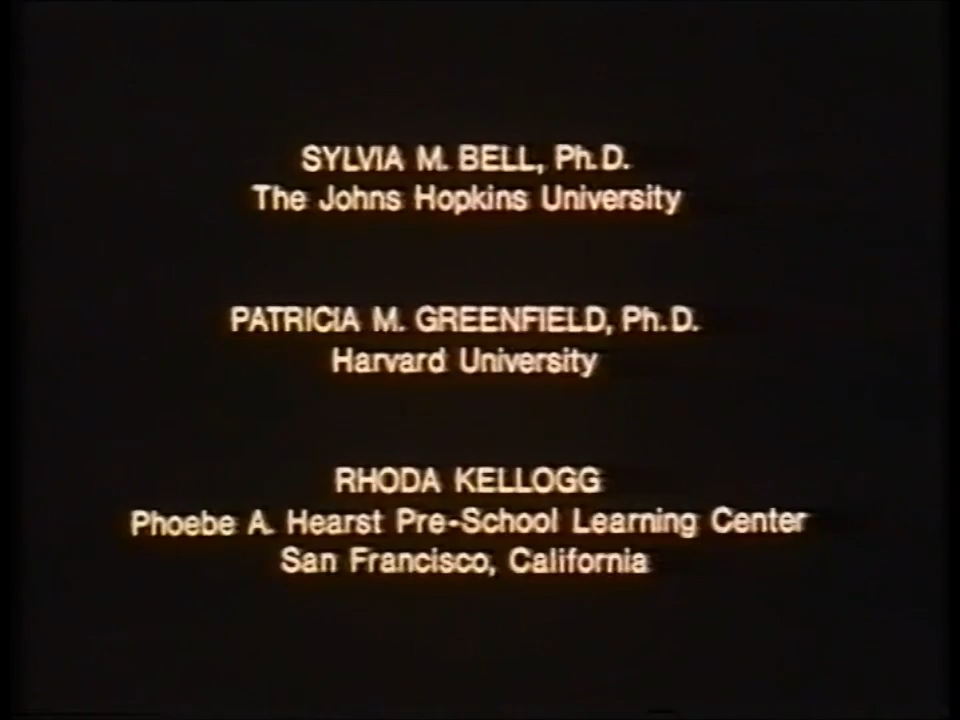 SYLVIA M. BELL, Ph.D.
The Johns Hopkins University
PATRICIA M. GREENFIELD, Ph.D.
Harvard University
RHODA KELLOGG
Phoebe A. Hearst Pre-School Learning Center
San Francisco, California